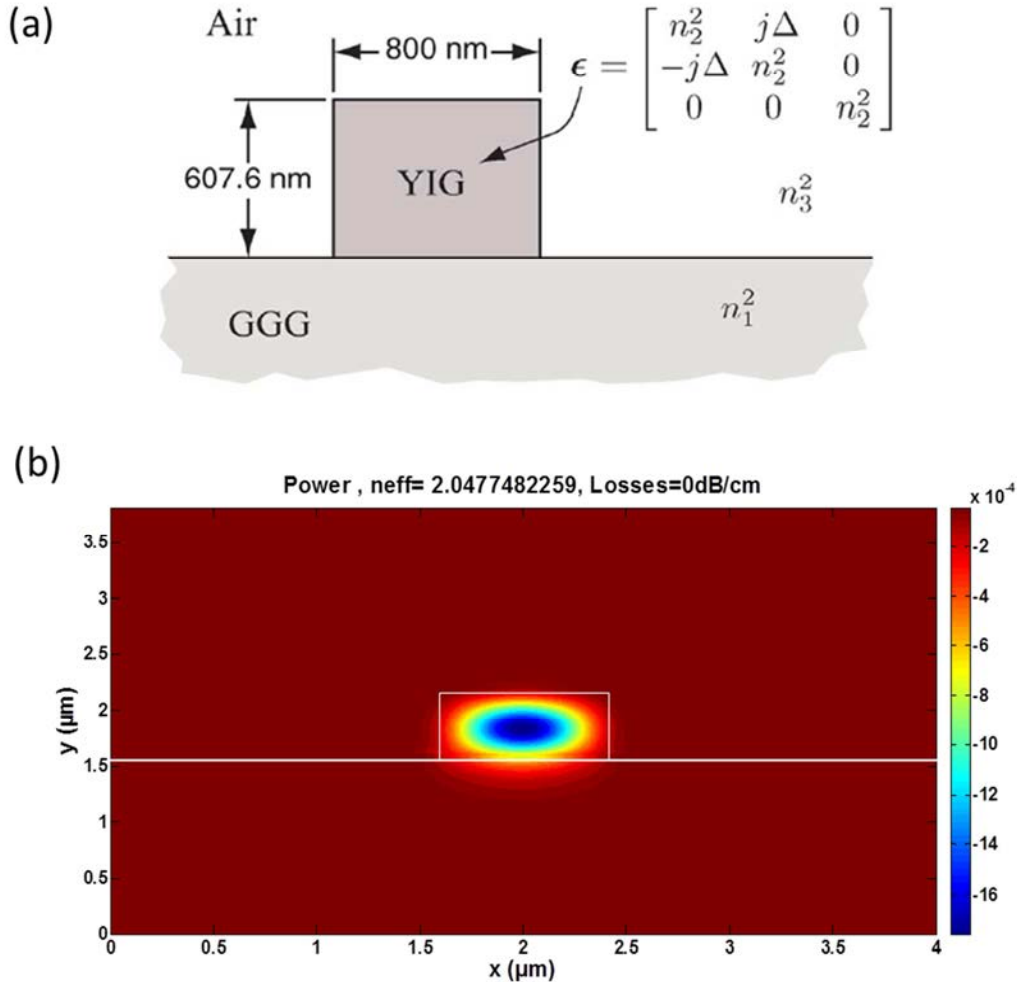 (a)
Air
800 nm
ϵ = [ n₂² jΔ 0
-jΔ n₂² 0
0 0 n₂² ]
607.6 nm
YIG
n₃²
GGG
n₁²
(b)
Power , neff= 2.0477482259, Losses=0dB/cm
x 10⁻⁴
3.5
3
2.5
2
1.5
1
0.5
0
y (µm)
0 0.5 1 1.5 2 2.5 3 3.5 4
x (µm)
-2
-4
-6
-8
-10
-12
-14
-16